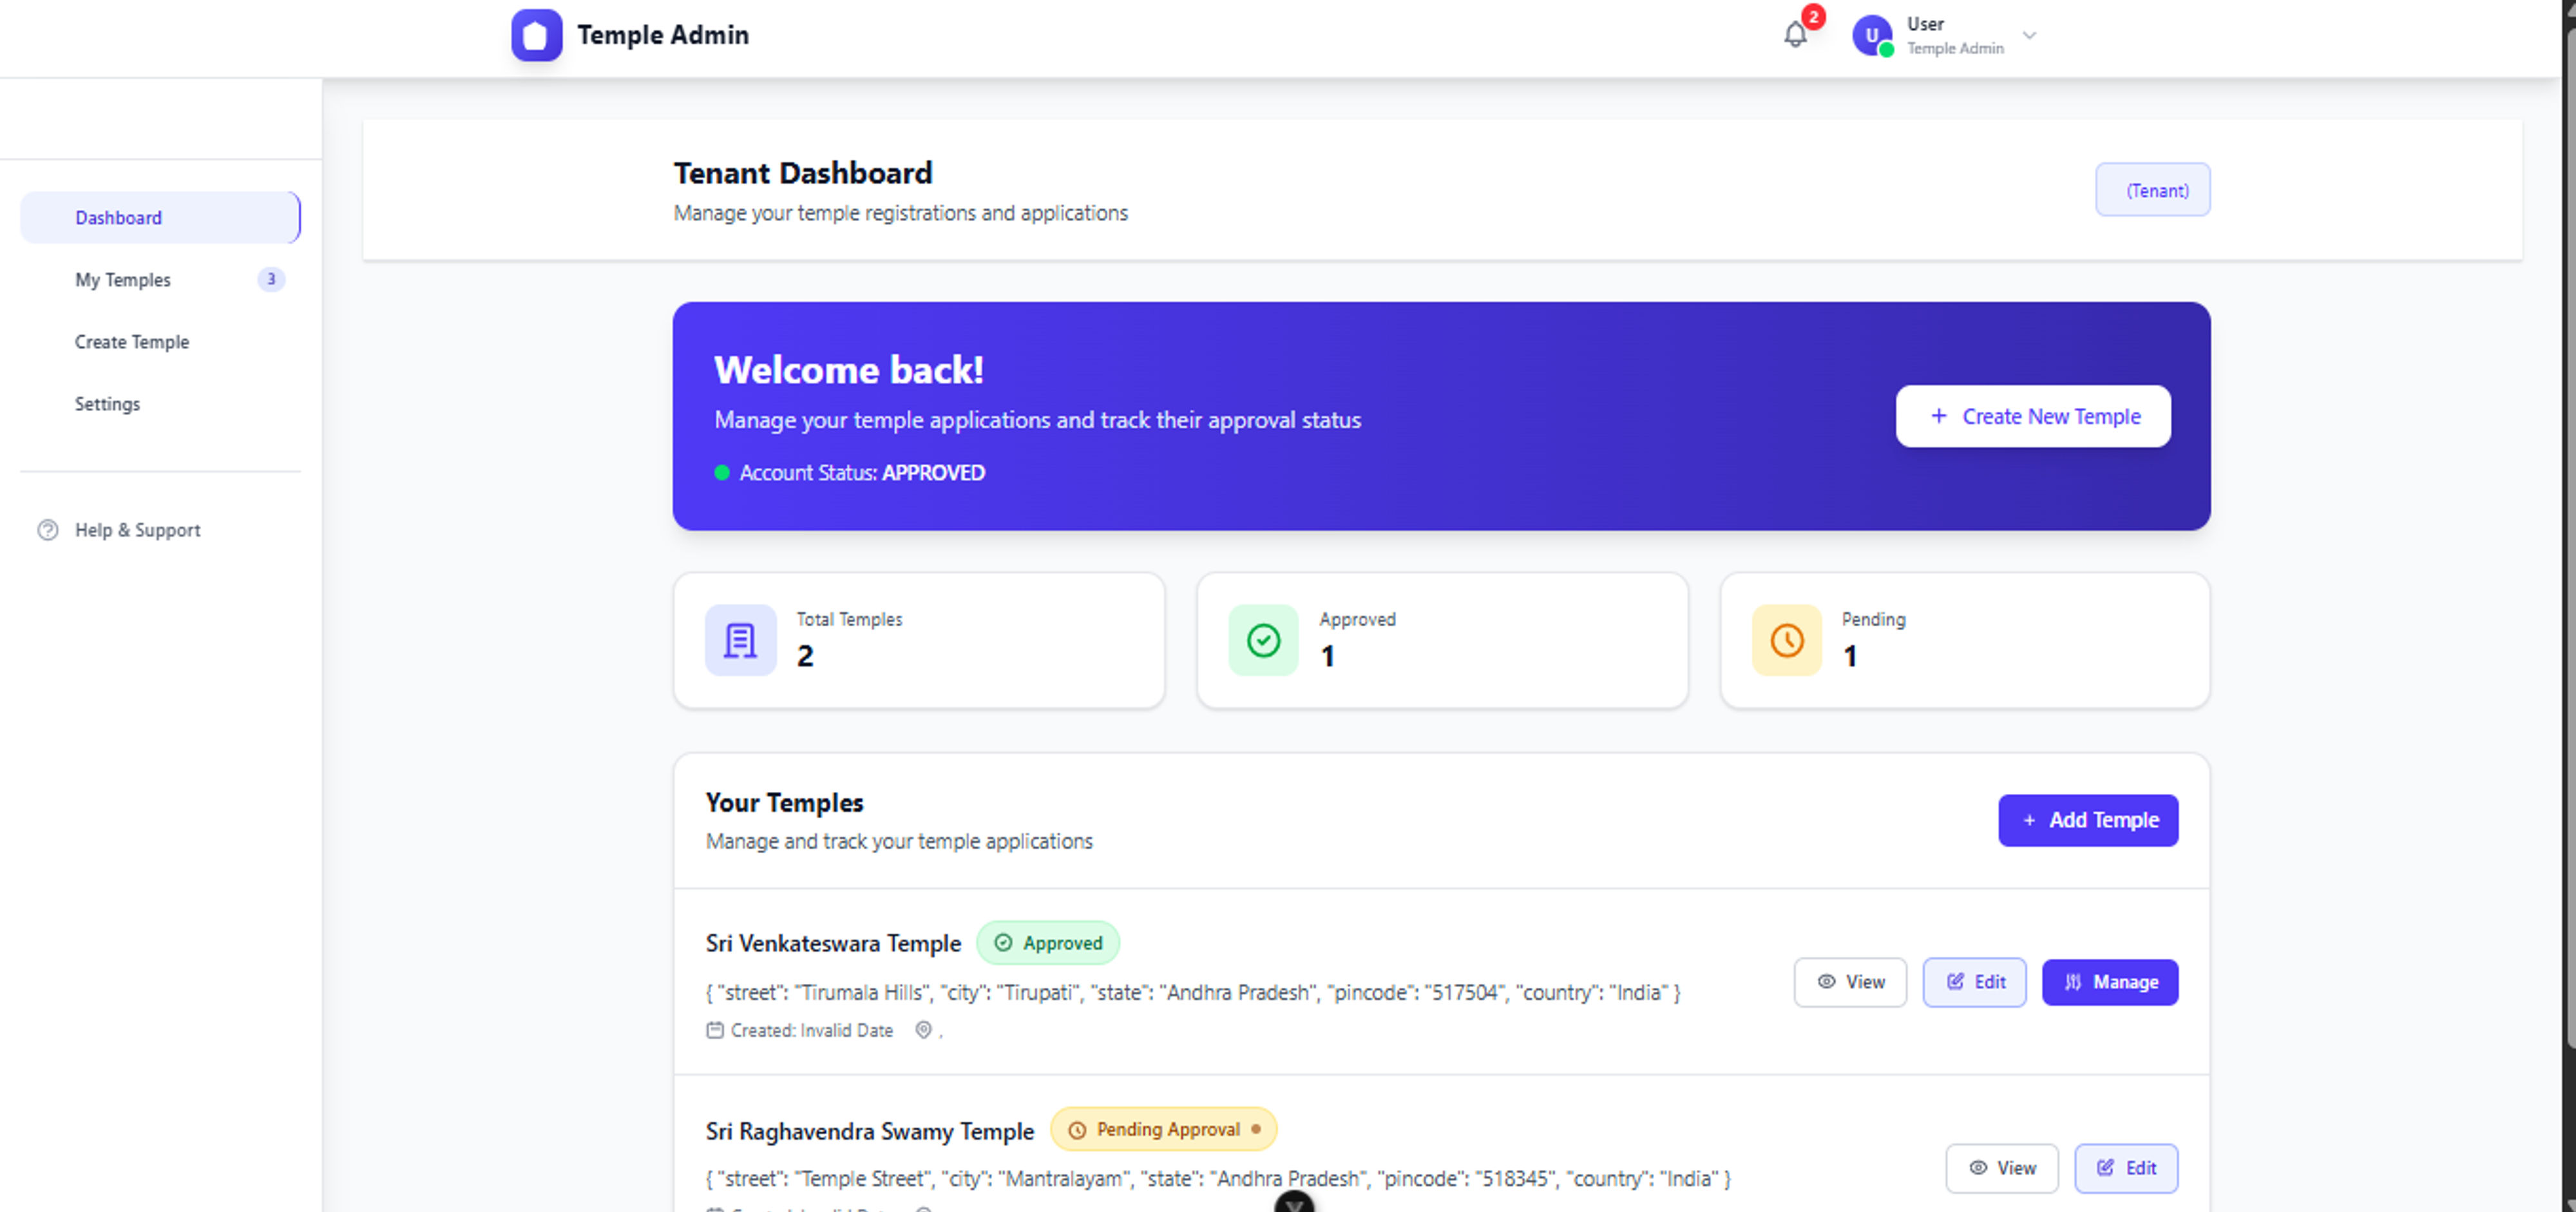 Temple Admin
2
U
User
Temple Admin
Dashboard
My Temples
3
Create Temple
Settings
Help & Support
Tenant Dashboard
Manage your temple registrations and applications
(Tenant)
Welcome back!
Manage your temple applications and track their approval status
Account Status: APPROVED
+ Create New Temple
Total Temples
2
Approved
1
Pending
1
Your Temples
Manage and track your temple applications
+ Add Temple
Sri Venkateswara Temple
Approved
{ "street": "Tirumala Hills", "city": "Tirupati", "state": "Andhra Pradesh", "pincode": "517504", "country": "India" }
Created: Invalid Date
,
View
Edit
Manage
Sri Raghavendra Swamy Temple
Pending Approval
{ "street": "Temple Street", "city": "Mantralayam", "state": "Andhra Pradesh", "pincode": "518345", "country": "India" }
View
Edit